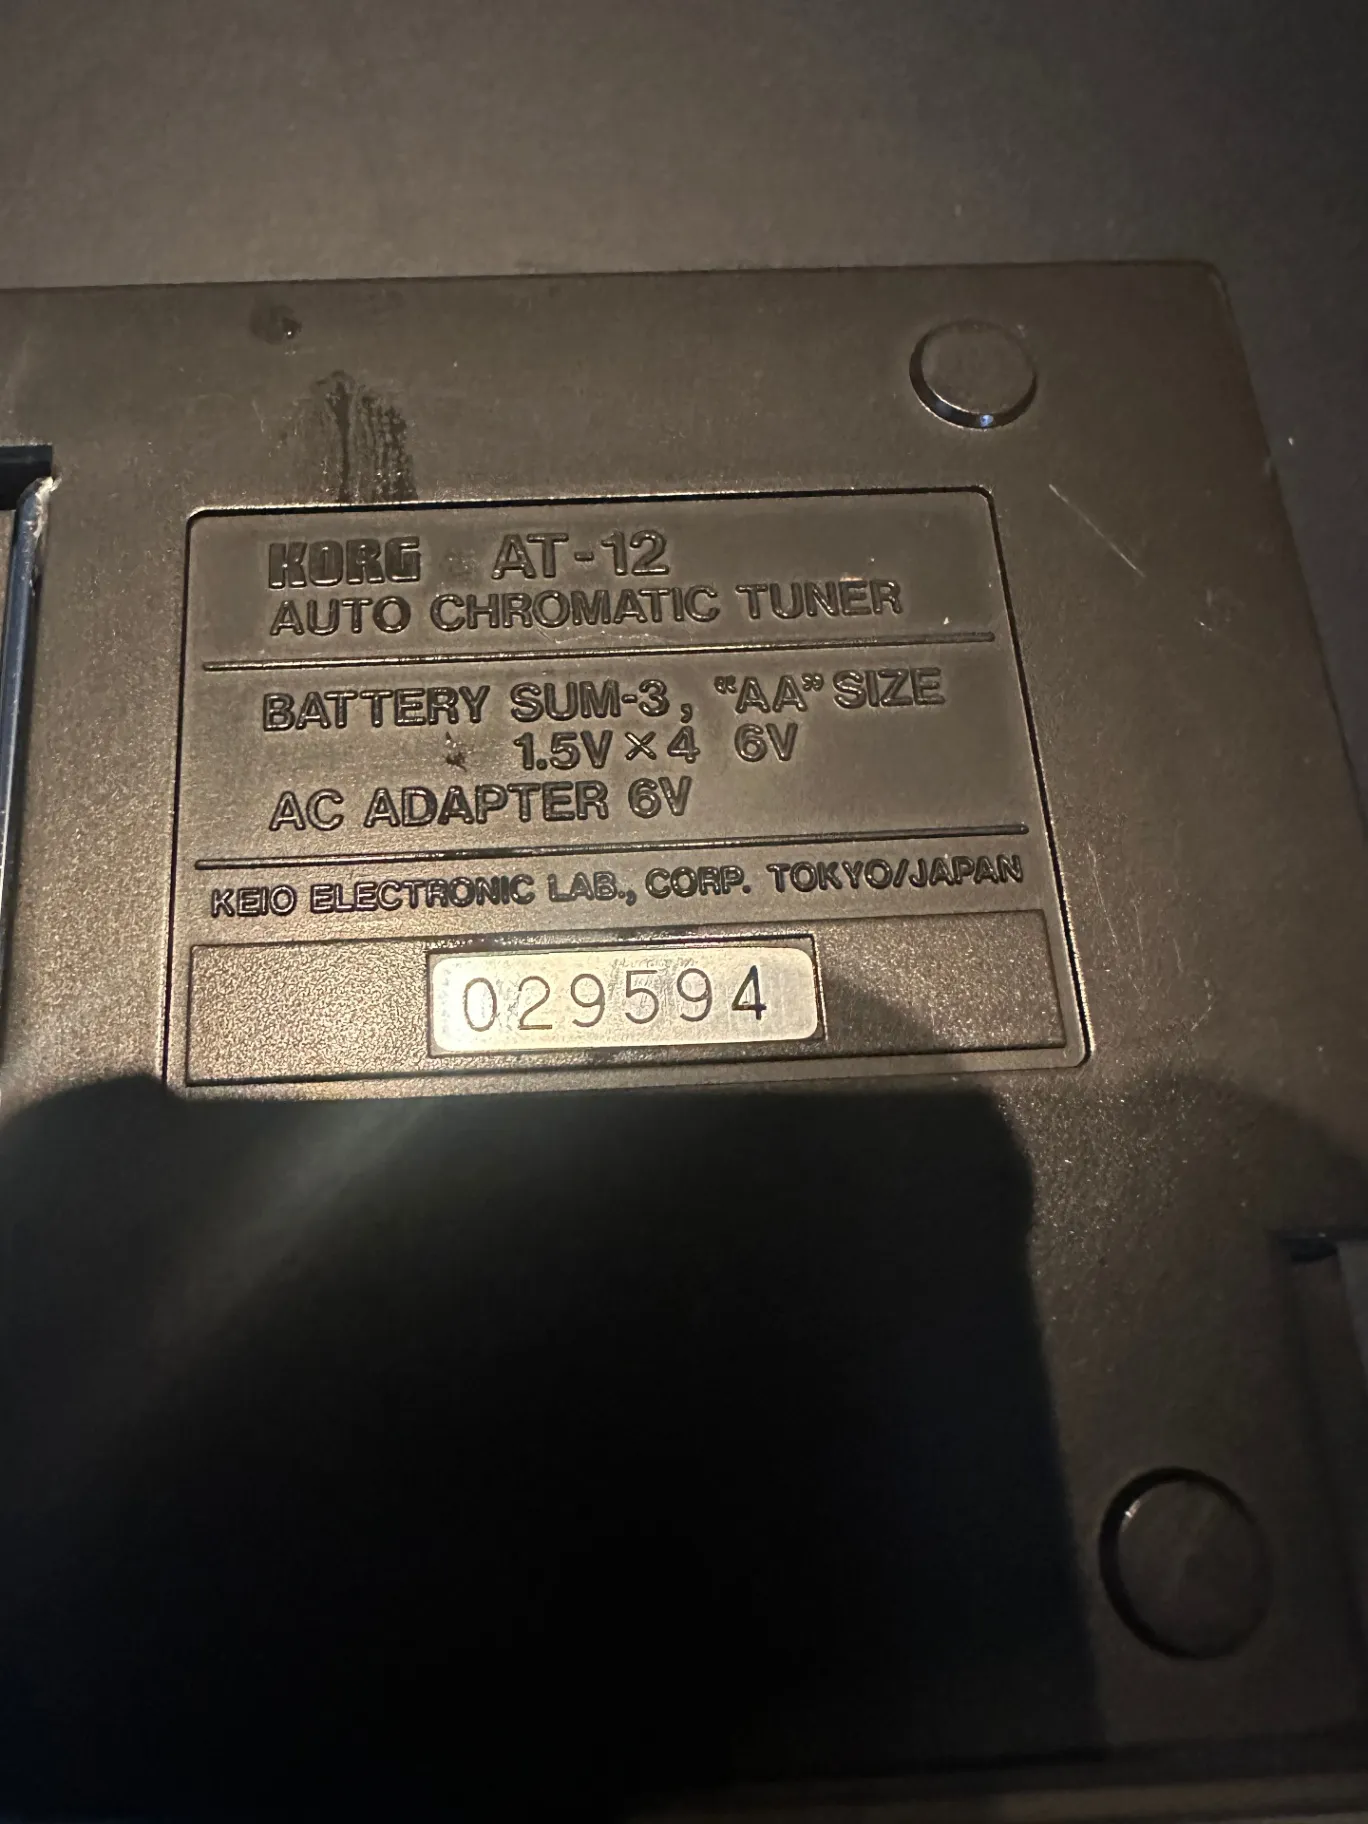 KORG AT-12
AUTO CHROMATIC TUNER
BATTERY SUM-3, “AA” SIZE
1.5V × 4 6V
AC ADAPTER 6V
KEIO ELECTRONIC LAB., CORP. TOKYO/JAPAN
029594